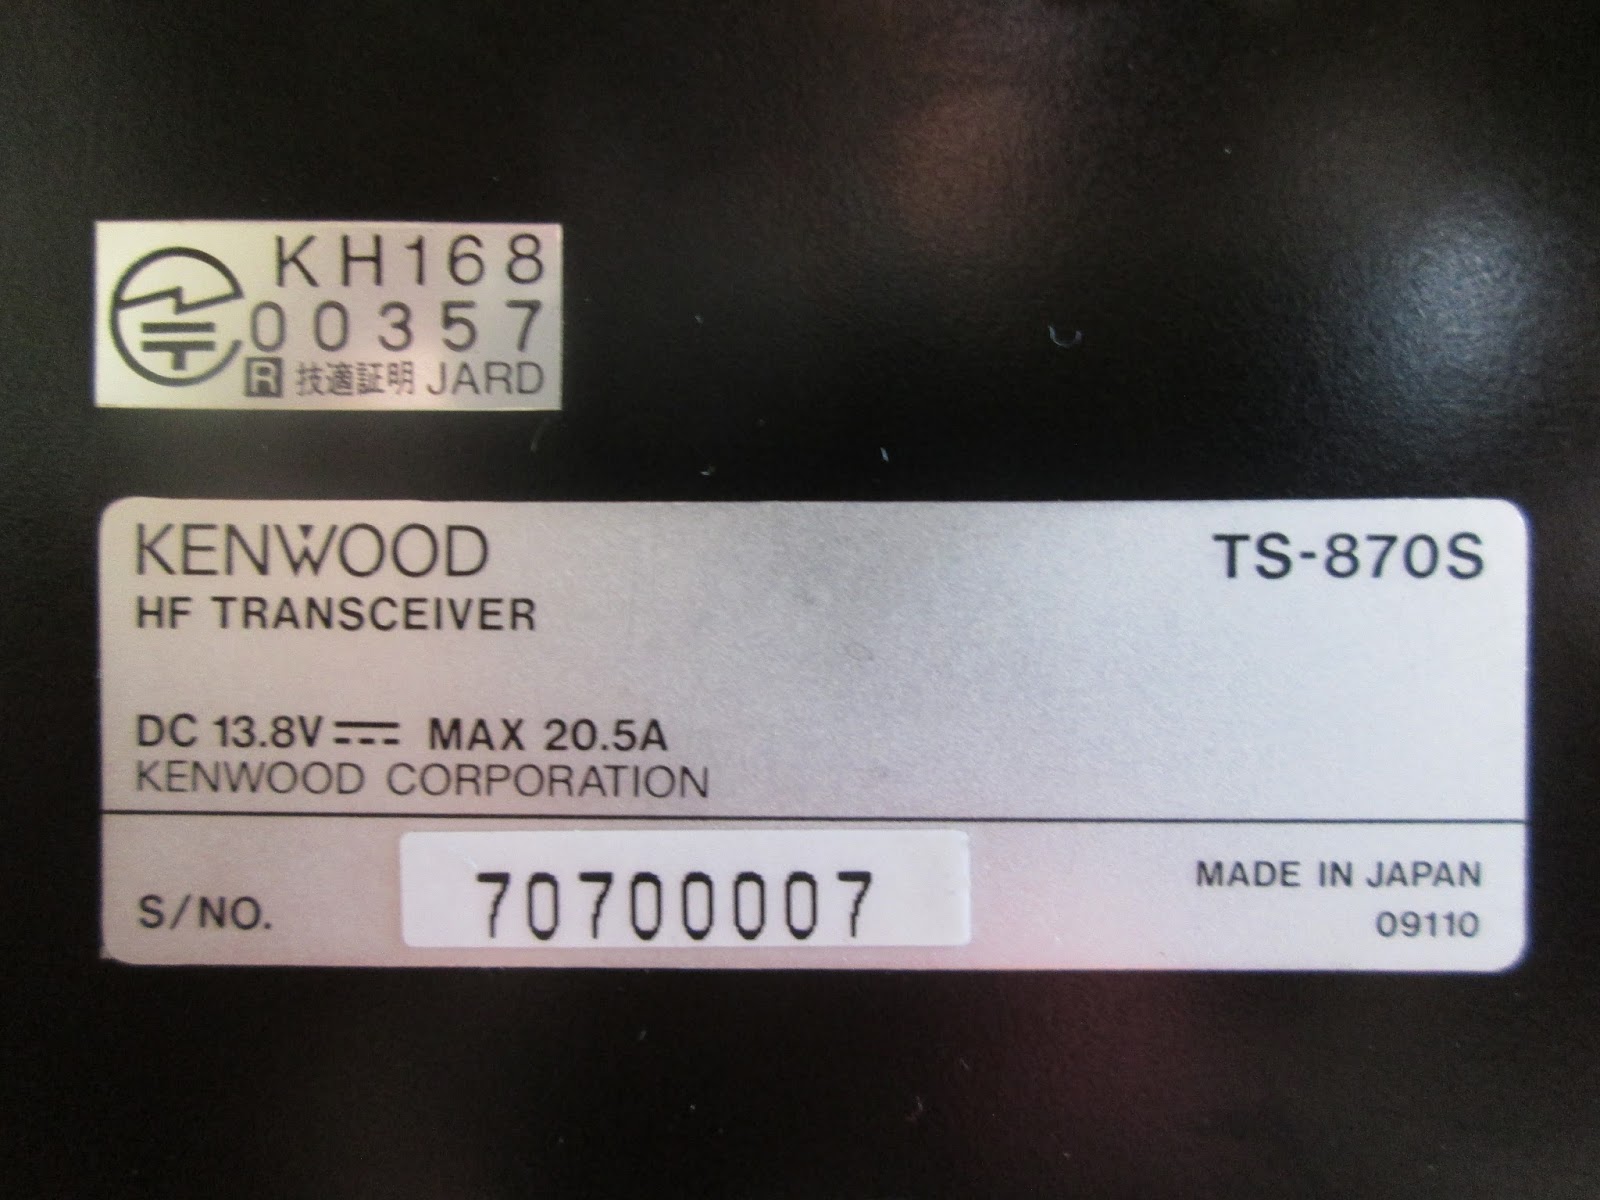 KH168
00357
R 技適証明 JARD
KENWOOD
TS-870S
HF TRANSCEIVER
DC 13.8V⎓ MAX 20.5A
KENWOOD CORPORATION
S/NO. 70700007
MADE IN JAPAN
09110